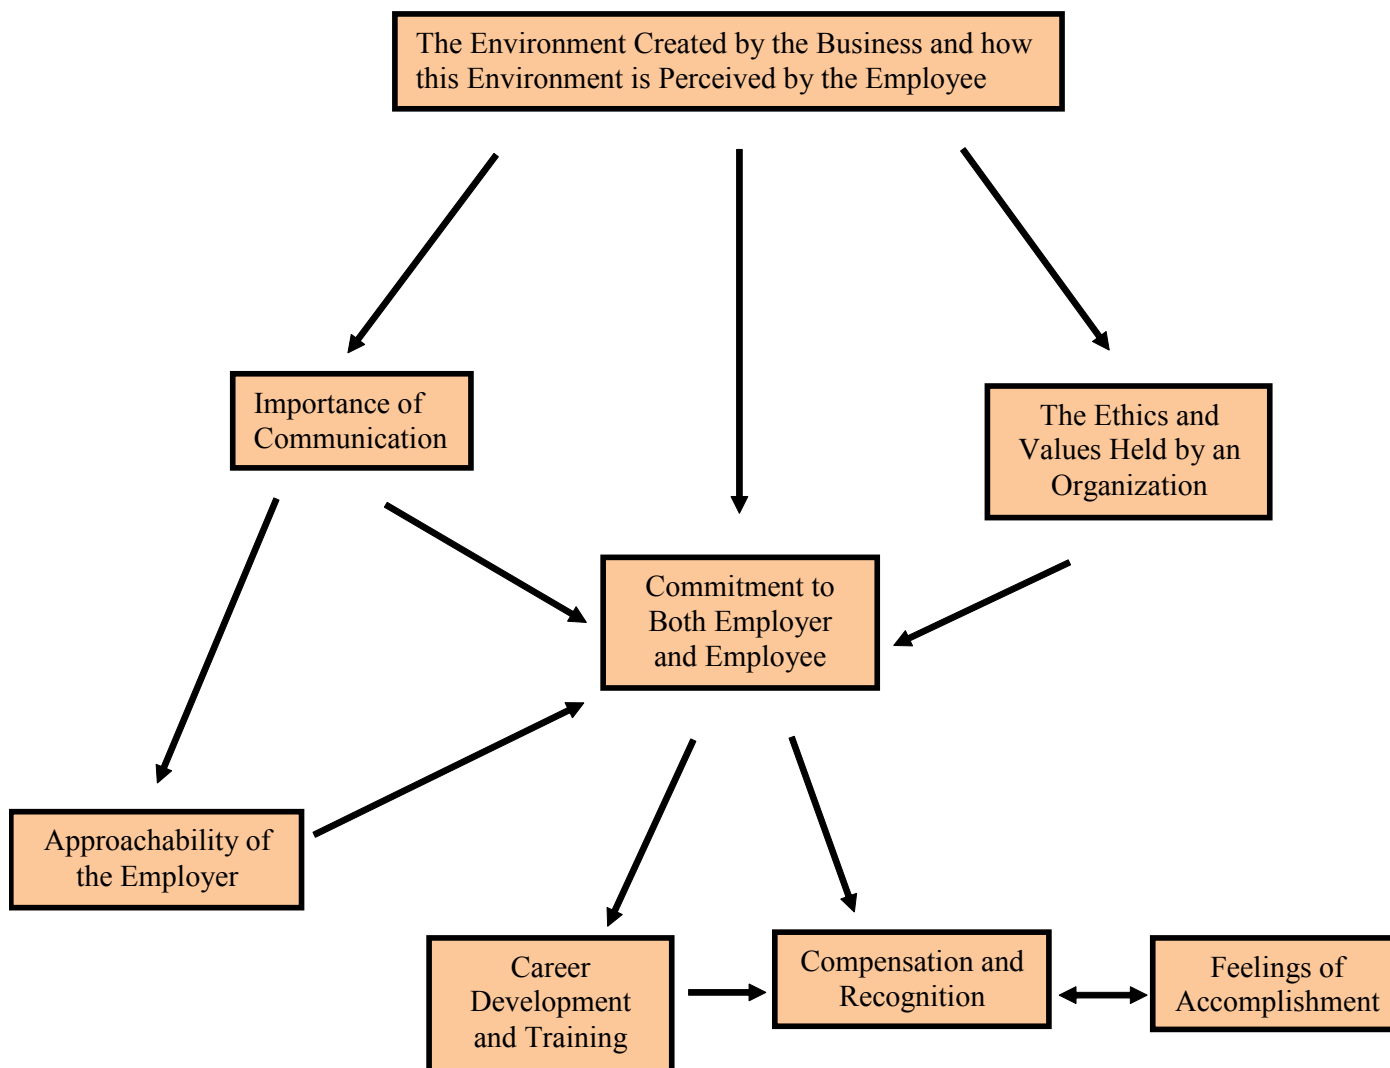 The Environment Created by the Business and how
this Environment is Perceived by the Employee
Importance of
Communication
The Ethics and
Values Held by an
Organization
Commitment to
Both Employer
and Employee
Approachability of
the Employer
Career
Development
and Training
Compensation and
Recognition
Feelings of
Accomplishment